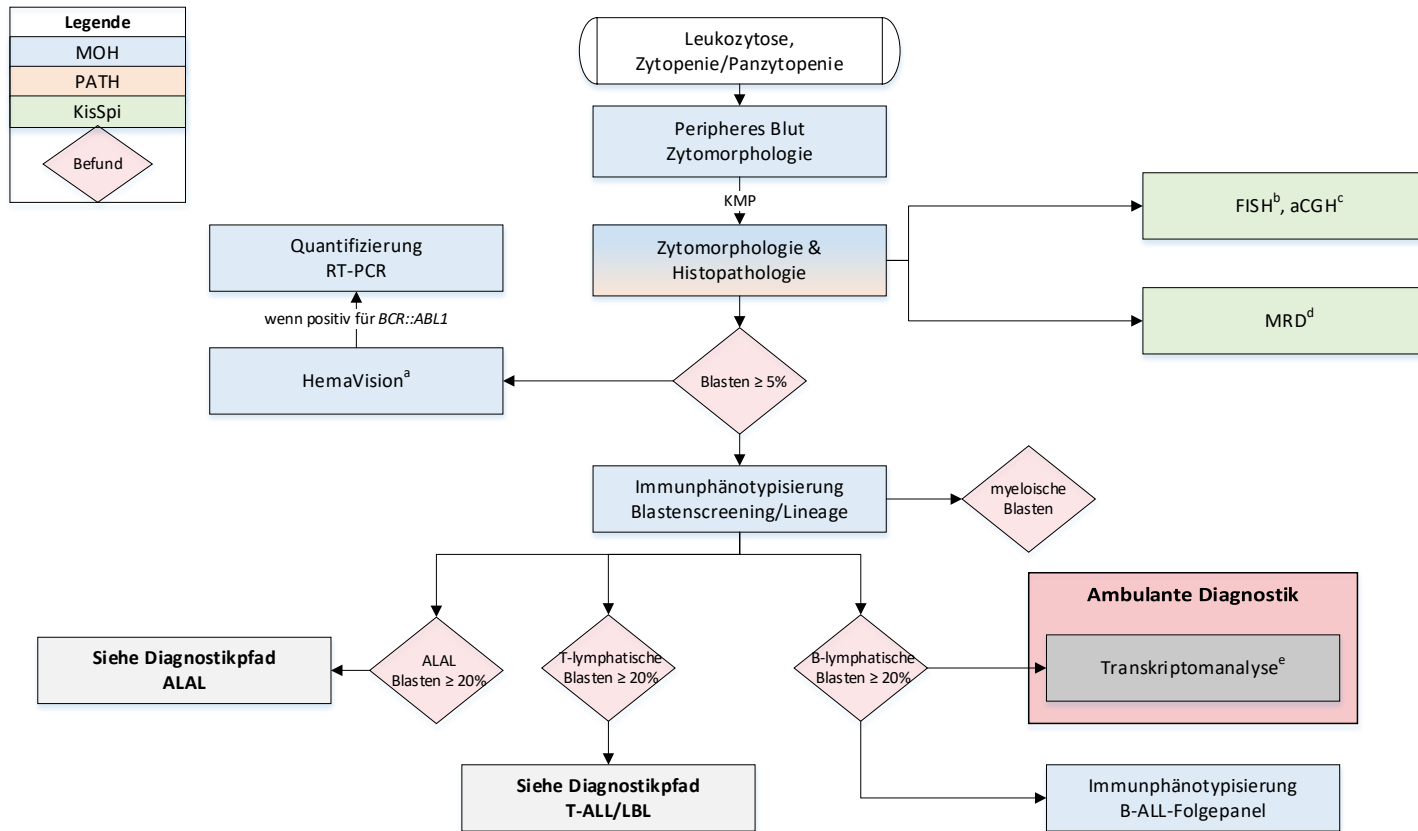 Legende
MOH
PATH
KisSpi
Befund
Leukozytose,
Zytopenie/Panzytopenie
Peripheres Blut
Zytomorphologie
KMP
Zytomorphologie &
Histopathologie
FISHᵇ, aCGHᶜ
MRDᵈ
Quantifizierung
RT-PCR
wenn positiv für BCR::ABL1
HemaVisionᵃ
Blasten ≥ 5%
Immunphänotypisierung
Blastenscreening/Lineage
myeloische
Blasten
Ambulante Diagnostik
Transkriptomanalyseᵉ
Siehe Diagnostikpfad
ALAL
ALAL
Blasten ≥ 20%
T-lymphatische
Blasten ≥ 20%
B-lymphatische
Blasten ≥ 20%
Siehe Diagnostikpfad
T-ALL/LBL
Immunphänotypisierung
B-ALL-Folgepanel